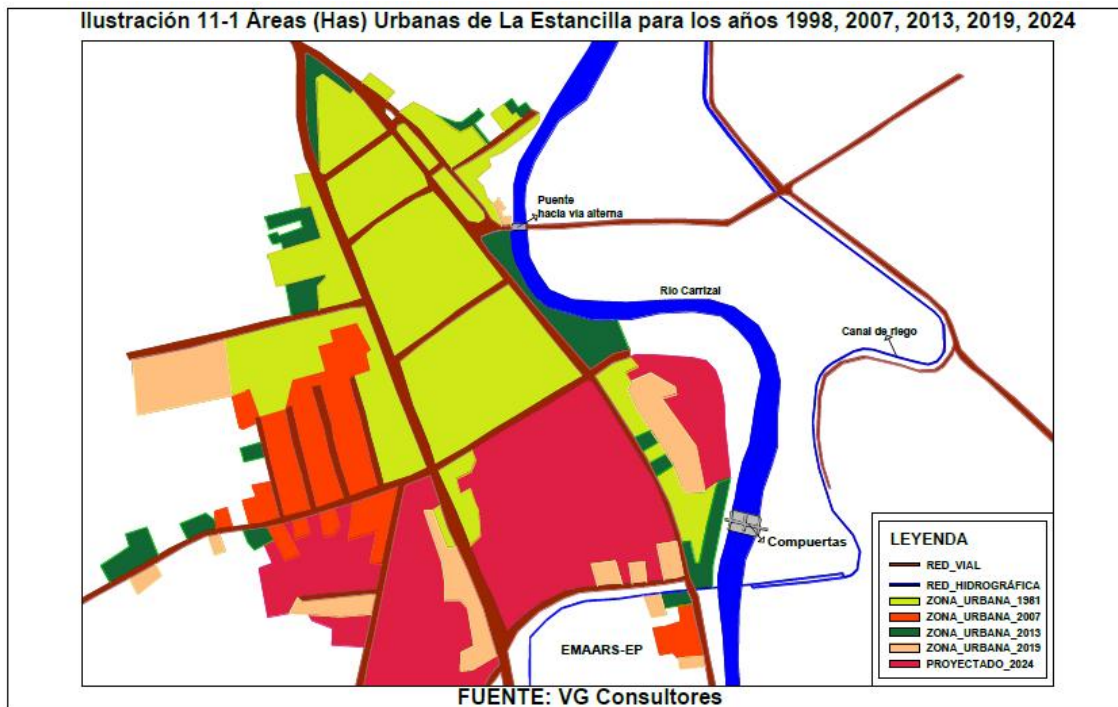 Ilustración 11-1 Áreas (Has) Urbanas de La Estancilla para los años 1998, 2007, 2013, 2019, 2024
Puente
hacia vía alterna
Río Carrizal
Canal de riego
Compuertas
EMAARS-EP
LEYENDA
RED_VIAL
RED_HIDROGRÁFICA
ZONA_URBANA_1981
ZONA_URBANA_2007
ZONA_URBANA_2013
ZONA_URBANA_2019
PROYECTADO_2024
FUENTE: VG Consultores